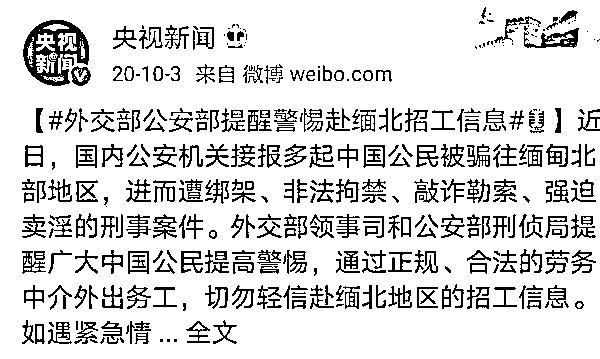 央视新闻
央视
新闻
20-10-3 来自 微博 weibo.com
【#外交部公安部提醒警惕赴缅北招工信息#】近
日，国内公安机关接报多起中国公民被骗往缅甸北
部地区，进而遭绑架、非法拘禁、敲诈勒索、强迫
卖淫的刑事案件。外交部领事司和公安部刑侦局提
醒广大中国公民提高警惕，通过正规、合法的劳务
中介外出务工，切勿轻信赴缅北地区的招工信息。
如遇紧急情 ... 全文